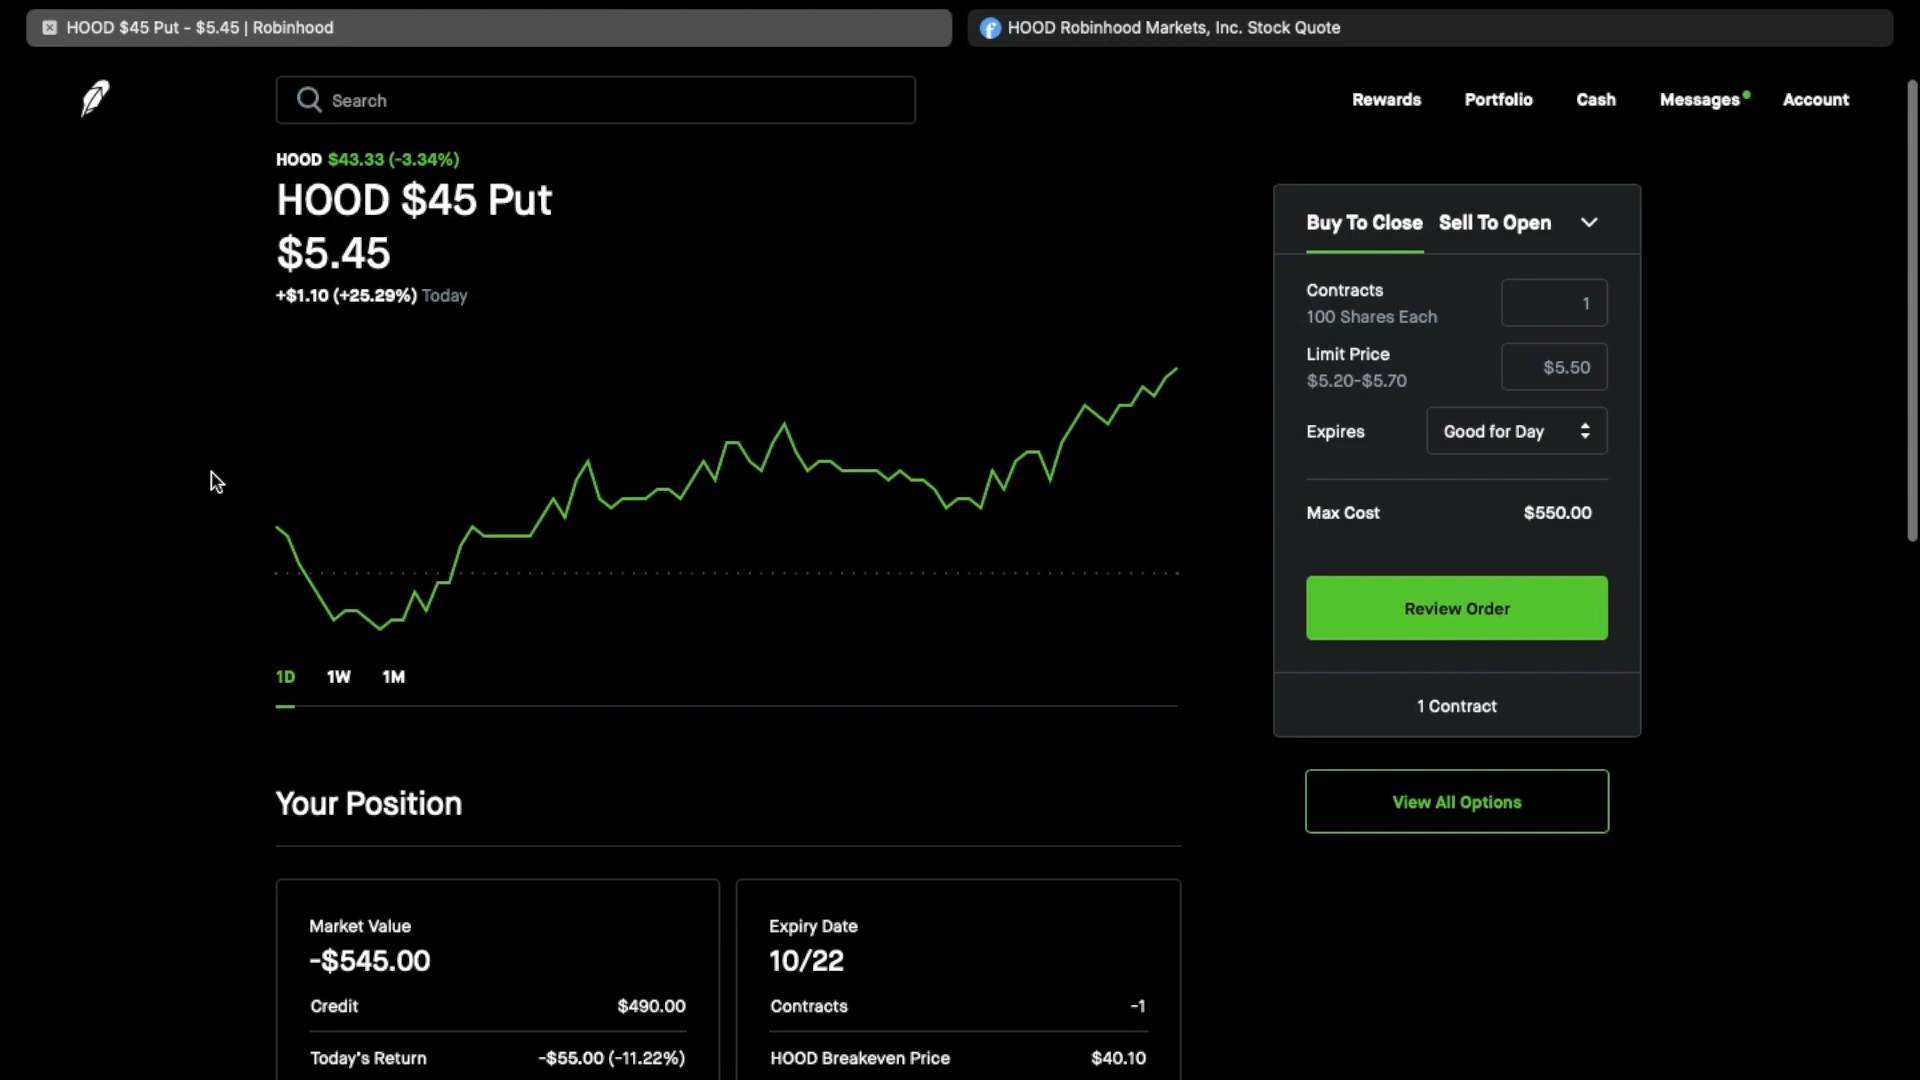 HOOD $45 Put - $5.45 | Robinhood
HOOD Robinhood Markets, Inc. Stock Quote
Search
Rewards
Portfolio
Cash
Messages
Account
HOOD $43.33 (-3.34%)
HOOD $45 Put
$5.45
+$1.10 (+25.29%) Today
1D
1W
1M
Buy To Close
Sell To Open
Contracts
1
100 Shares Each
Limit Price
$5.50
$5.20-$5.70
Expires
Good for Day
Max Cost
$550.00
Review Order
1 Contract
View All Options
Your Position
Market Value
-$545.00
Credit
$490.00
Today's Return
-$55.00 (-11.22%)
Expiry Date
10/22
Contracts
-1
HOOD Breakeven Price
$40.10